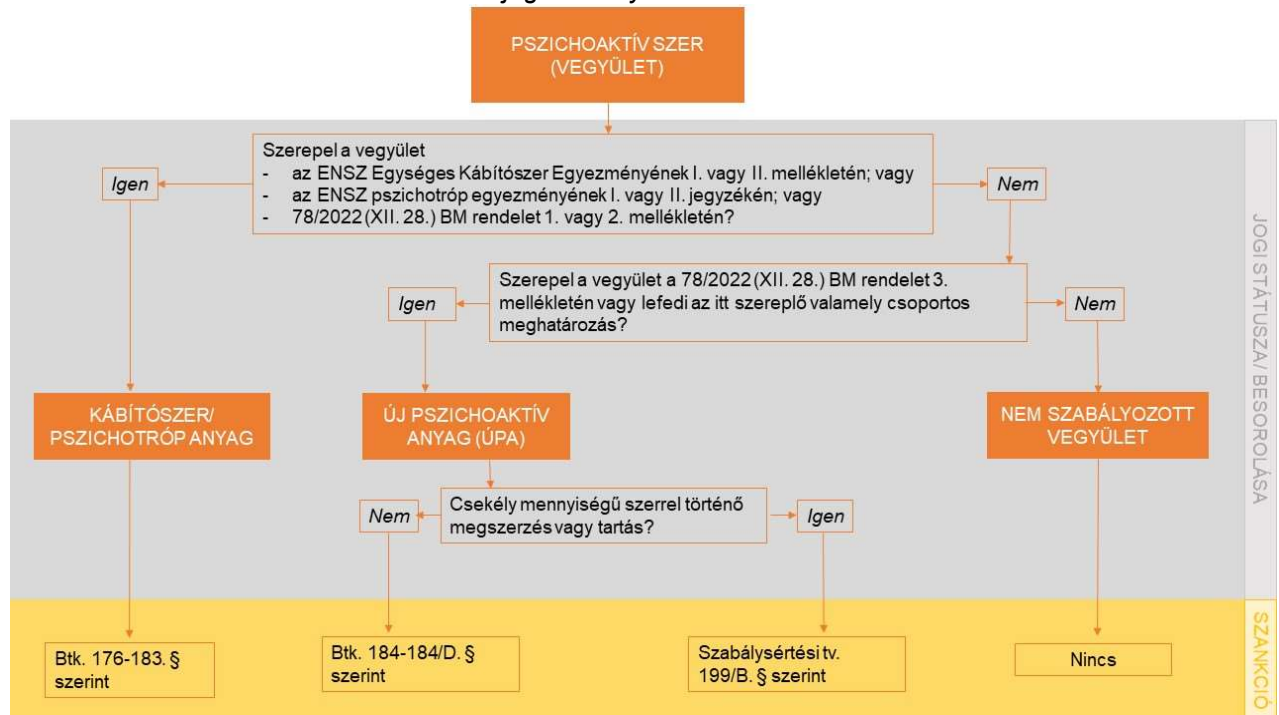 PSZICHOAKTÍV SZER
(VEGYÜLET)
Szerepel a vegyület
- az ENSZ Egységes Kábítószer Egyezményének I. vagy II. mellékletén; vagy
- az ENSZ pszichotróp egyezményének I. vagy II. jegyzékén; vagy
- 78/2022 (XII. 28.) BM rendelet 1. vagy 2. mellékletén?
Igen
Nem
Szerepel a vegyület a 78/2022 (XII. 28.) BM rendelet 3.
mellékletén vagy lefedi az itt szereplő valamely csoportos
meghatározás?
Igen
Nem
KÁBÍTÓSZER/
PSZICHOTRÓP ANYAG
ÚJ PSZICHOAKTÍV
ANYAG (ÚPA)
NEM SZABÁLYOZOTT
VEGYÜLET
Csekély mennyiségű szerrel történő
megszerzés vagy tartás?
Nem
Igen
JOGI STÁTUSZA/ BESOROLÁSA
Btk. 176-183. §
szerint
Btk. 184-184/D. §
szerint
Szabálysértési tv.
199/B. § szerint
Nincs
SZANKCIÓ